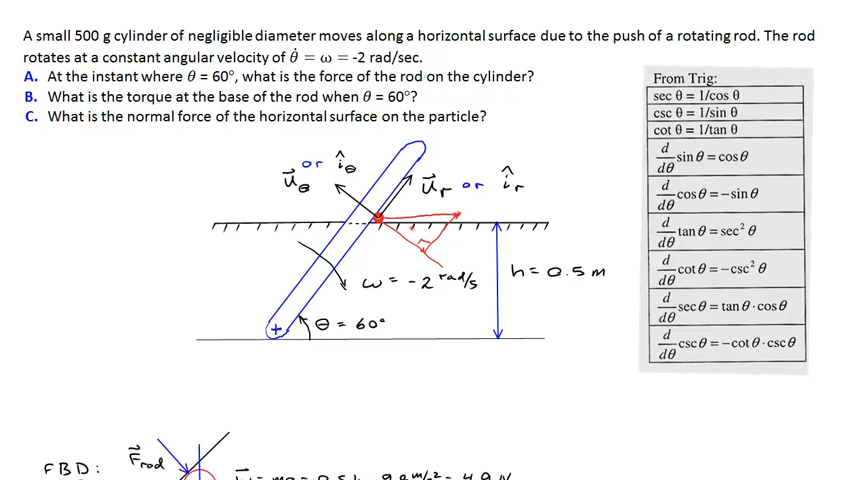 A small 500 g cylinder of negligible diameter moves along a horizontal surface due to the push of a rotating rod. The rod
rotates at a constant angular velocity of θ̇ = ω = -2 rad/sec.
A. At the instant where θ = 60°, what is the force of the rod on the cylinder?
B. What is the torque at the base of the rod when θ = 60°?
C. What is the normal force of the horizontal surface on the particle?
From Trig:
sec θ = 1/cos θ
csc θ = 1/sin θ
cot θ = 1/tan θ
d/dθ sin θ = cos θ
d/dθ cos θ = −sin θ
d/dθ tan θ = sec² θ
d/dθ cot θ = −csc² θ
d/dθ sec θ = tan θ · cos θ
d/dθ csc θ = −cot θ · csc θ
u⃗θ or îθ
u⃗r or îr
ω = -2 rad/s
h = 0.5 m
+
θ = 60°
FBD:
F⃗rod